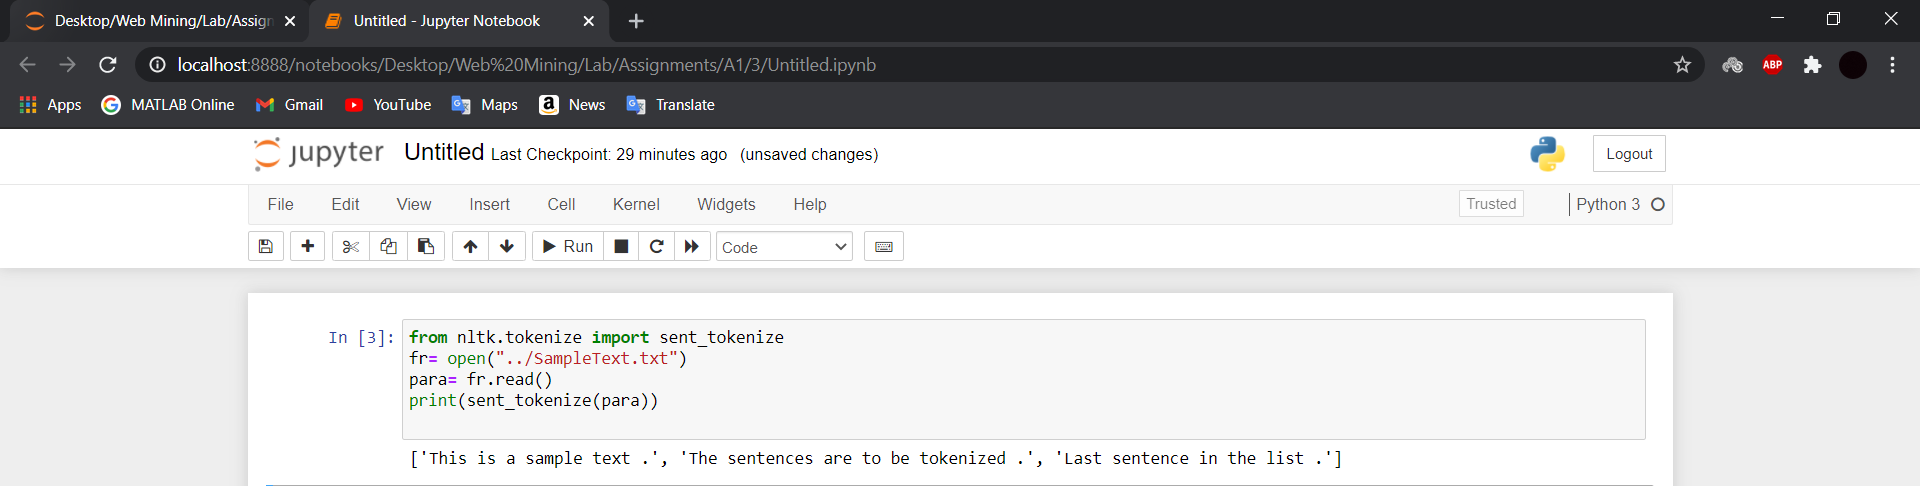 Desktop/Web Mining/Lab/Assign
Untitled - Jupyter Notebook
localhost:8888/notebooks/Desktop/Web%20Mining/Lab/Assignments/A1/3/Untitled.ipynb
ABP
Apps MATLAB Online Gmail YouTube Maps News Translate
jupyter Untitled Last Checkpoint: 29 minutes ago (unsaved changes) Logout
File Edit View Insert Cell Kernel Widgets Help Trusted Python 3
Run Code
In [3]: from nltk.tokenize import sent_tokenize
fr= open("../SampleText.txt")
para= fr.read()
print(sent_tokenize(para))
['This is a sample text .', 'The sentences are to be tokenized .', 'Last sentence in the list .']